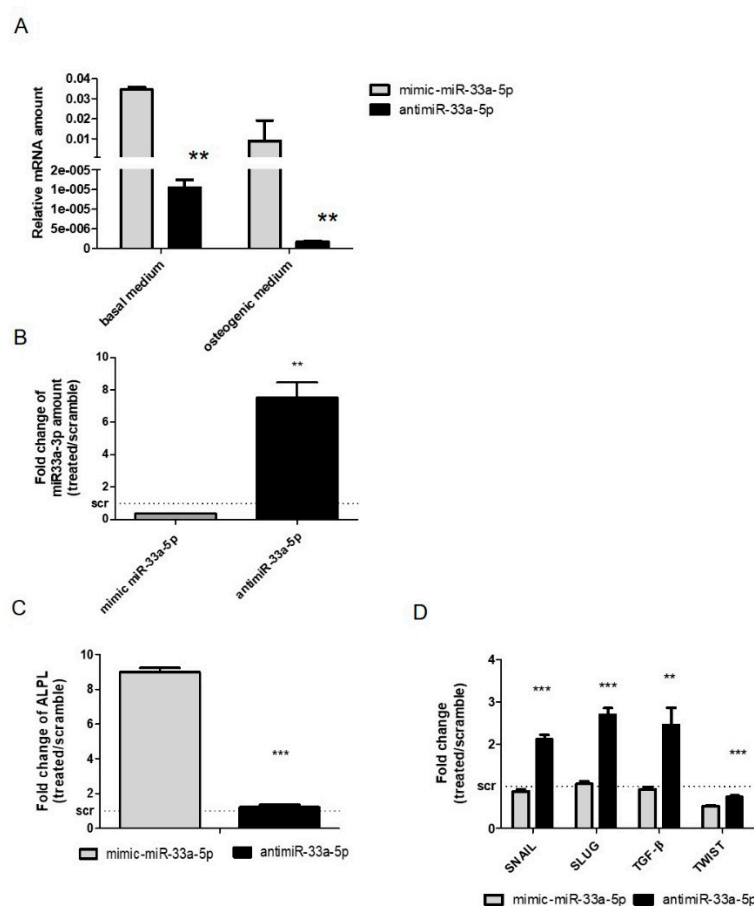 A
Relative mRNA amount
0.04
0.03
0.02
0.01
2e-005
1e-005
1e-005
5e-006
0
**
**
basal medium
osteogenic medium
mimic-miR-33a-5p
antimiR-33a-5p
B
Fold change of
miR33a-3p amount
(treated/scramble)
10
8
6
4
2
scr
0
**
mimic miR-33a-5p
antimiR-33a-5p
C
Fold change of ALPL
(treated/scramble)
10
8
6
4
2
scr
0
***
mimic-miR-33a-5p
antimiR-33a-5p
D
Fold change
(treated/scramble)
4
3
2
scr
0
***
***
**
***
SNAIL
SLUG
TGF-β
TWIST
mimic-miR-33a-5p
antimiR-33a-5p